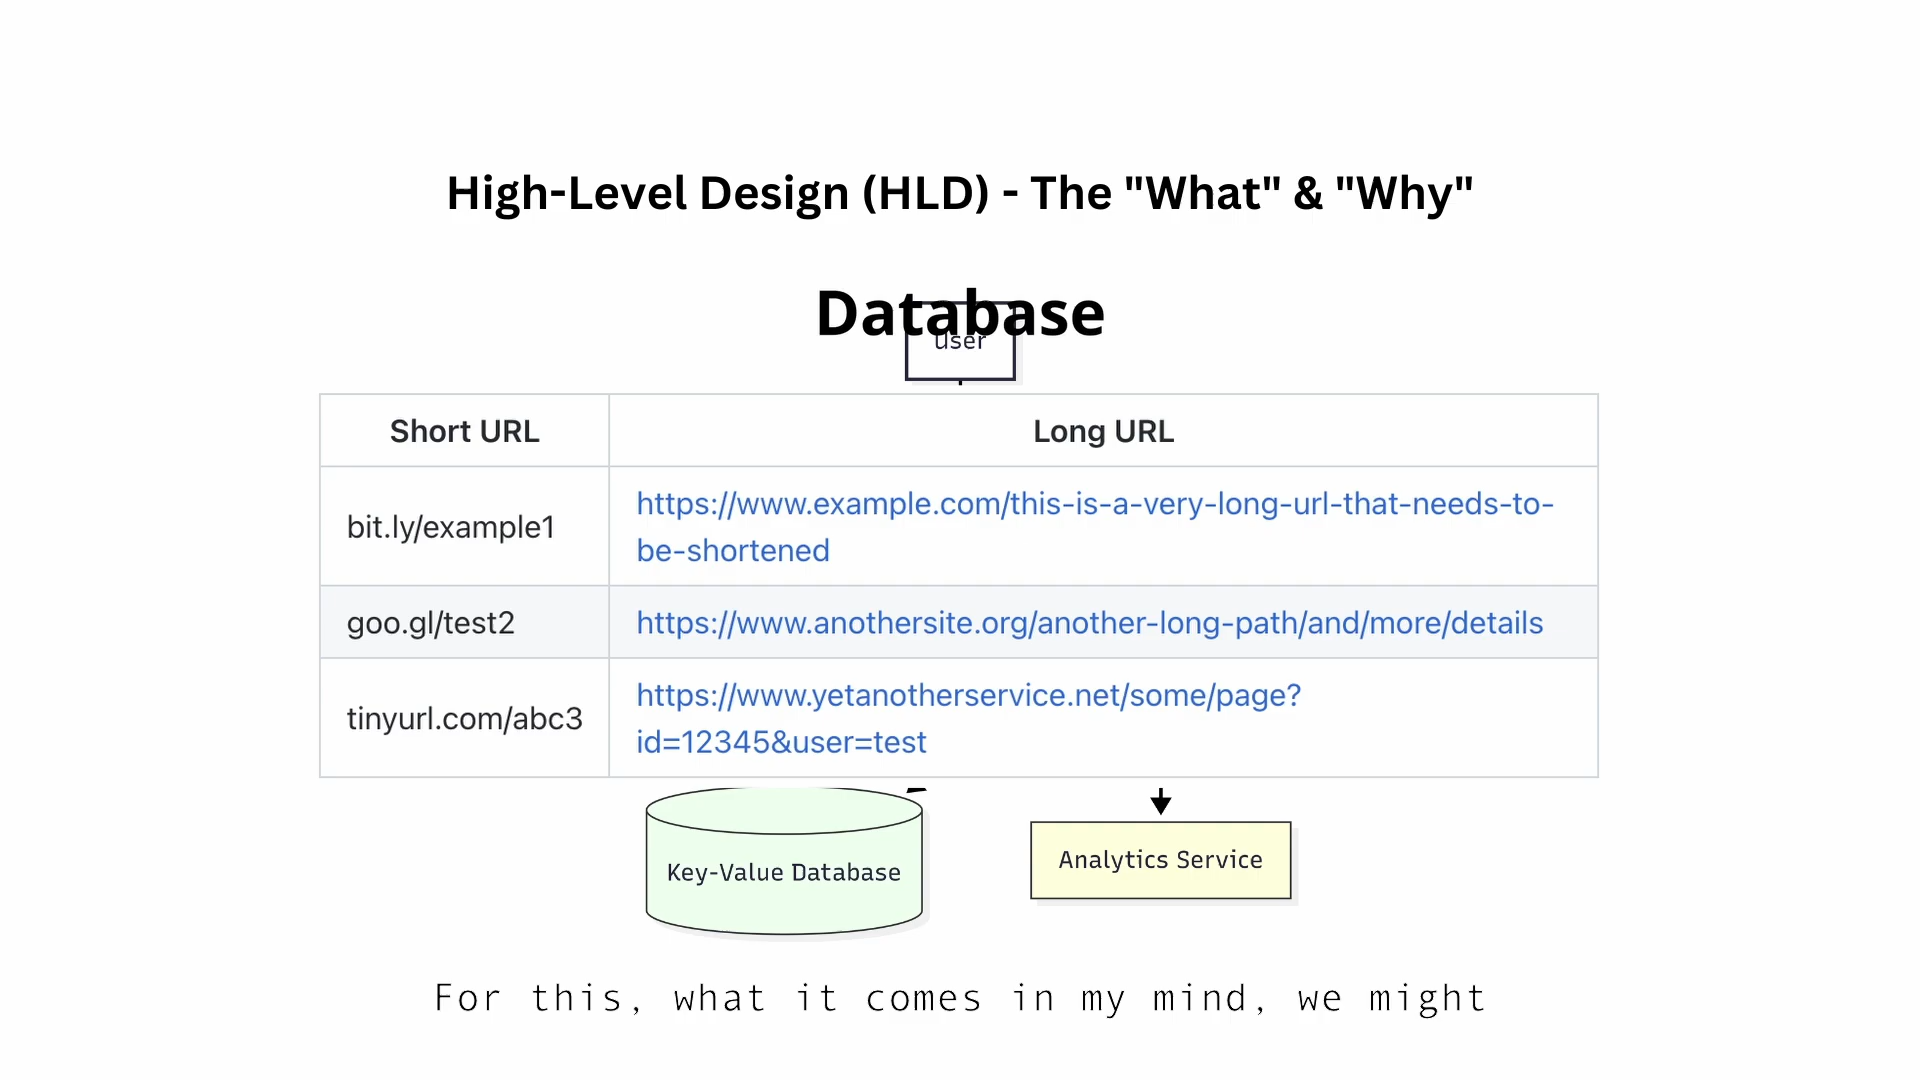 High-Level Design (HLD) - The "What" & "Why"
Database
User
Short URL
Long URL
bit.ly/example1
https://www.example.com/this-is-a-very-long-url-that-needs-to-
be-shortened
goo.gl/test2
https://www.anothersite.org/another-long-path/and/more/details
tinyurl.com/abc3
https://www.yetanotherservice.net/some/page?
id=12345&user=test
Key-Value Database
Analytics Service
For this, what it comes in my mind, we might